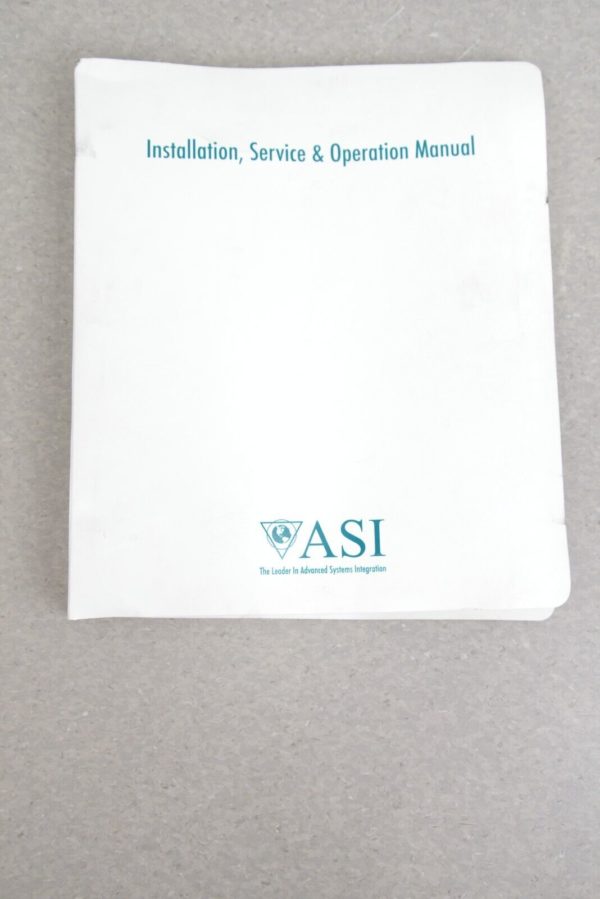 Installation, Service & Operation Manual
ASI
The Leader In Advanced Systems Integration